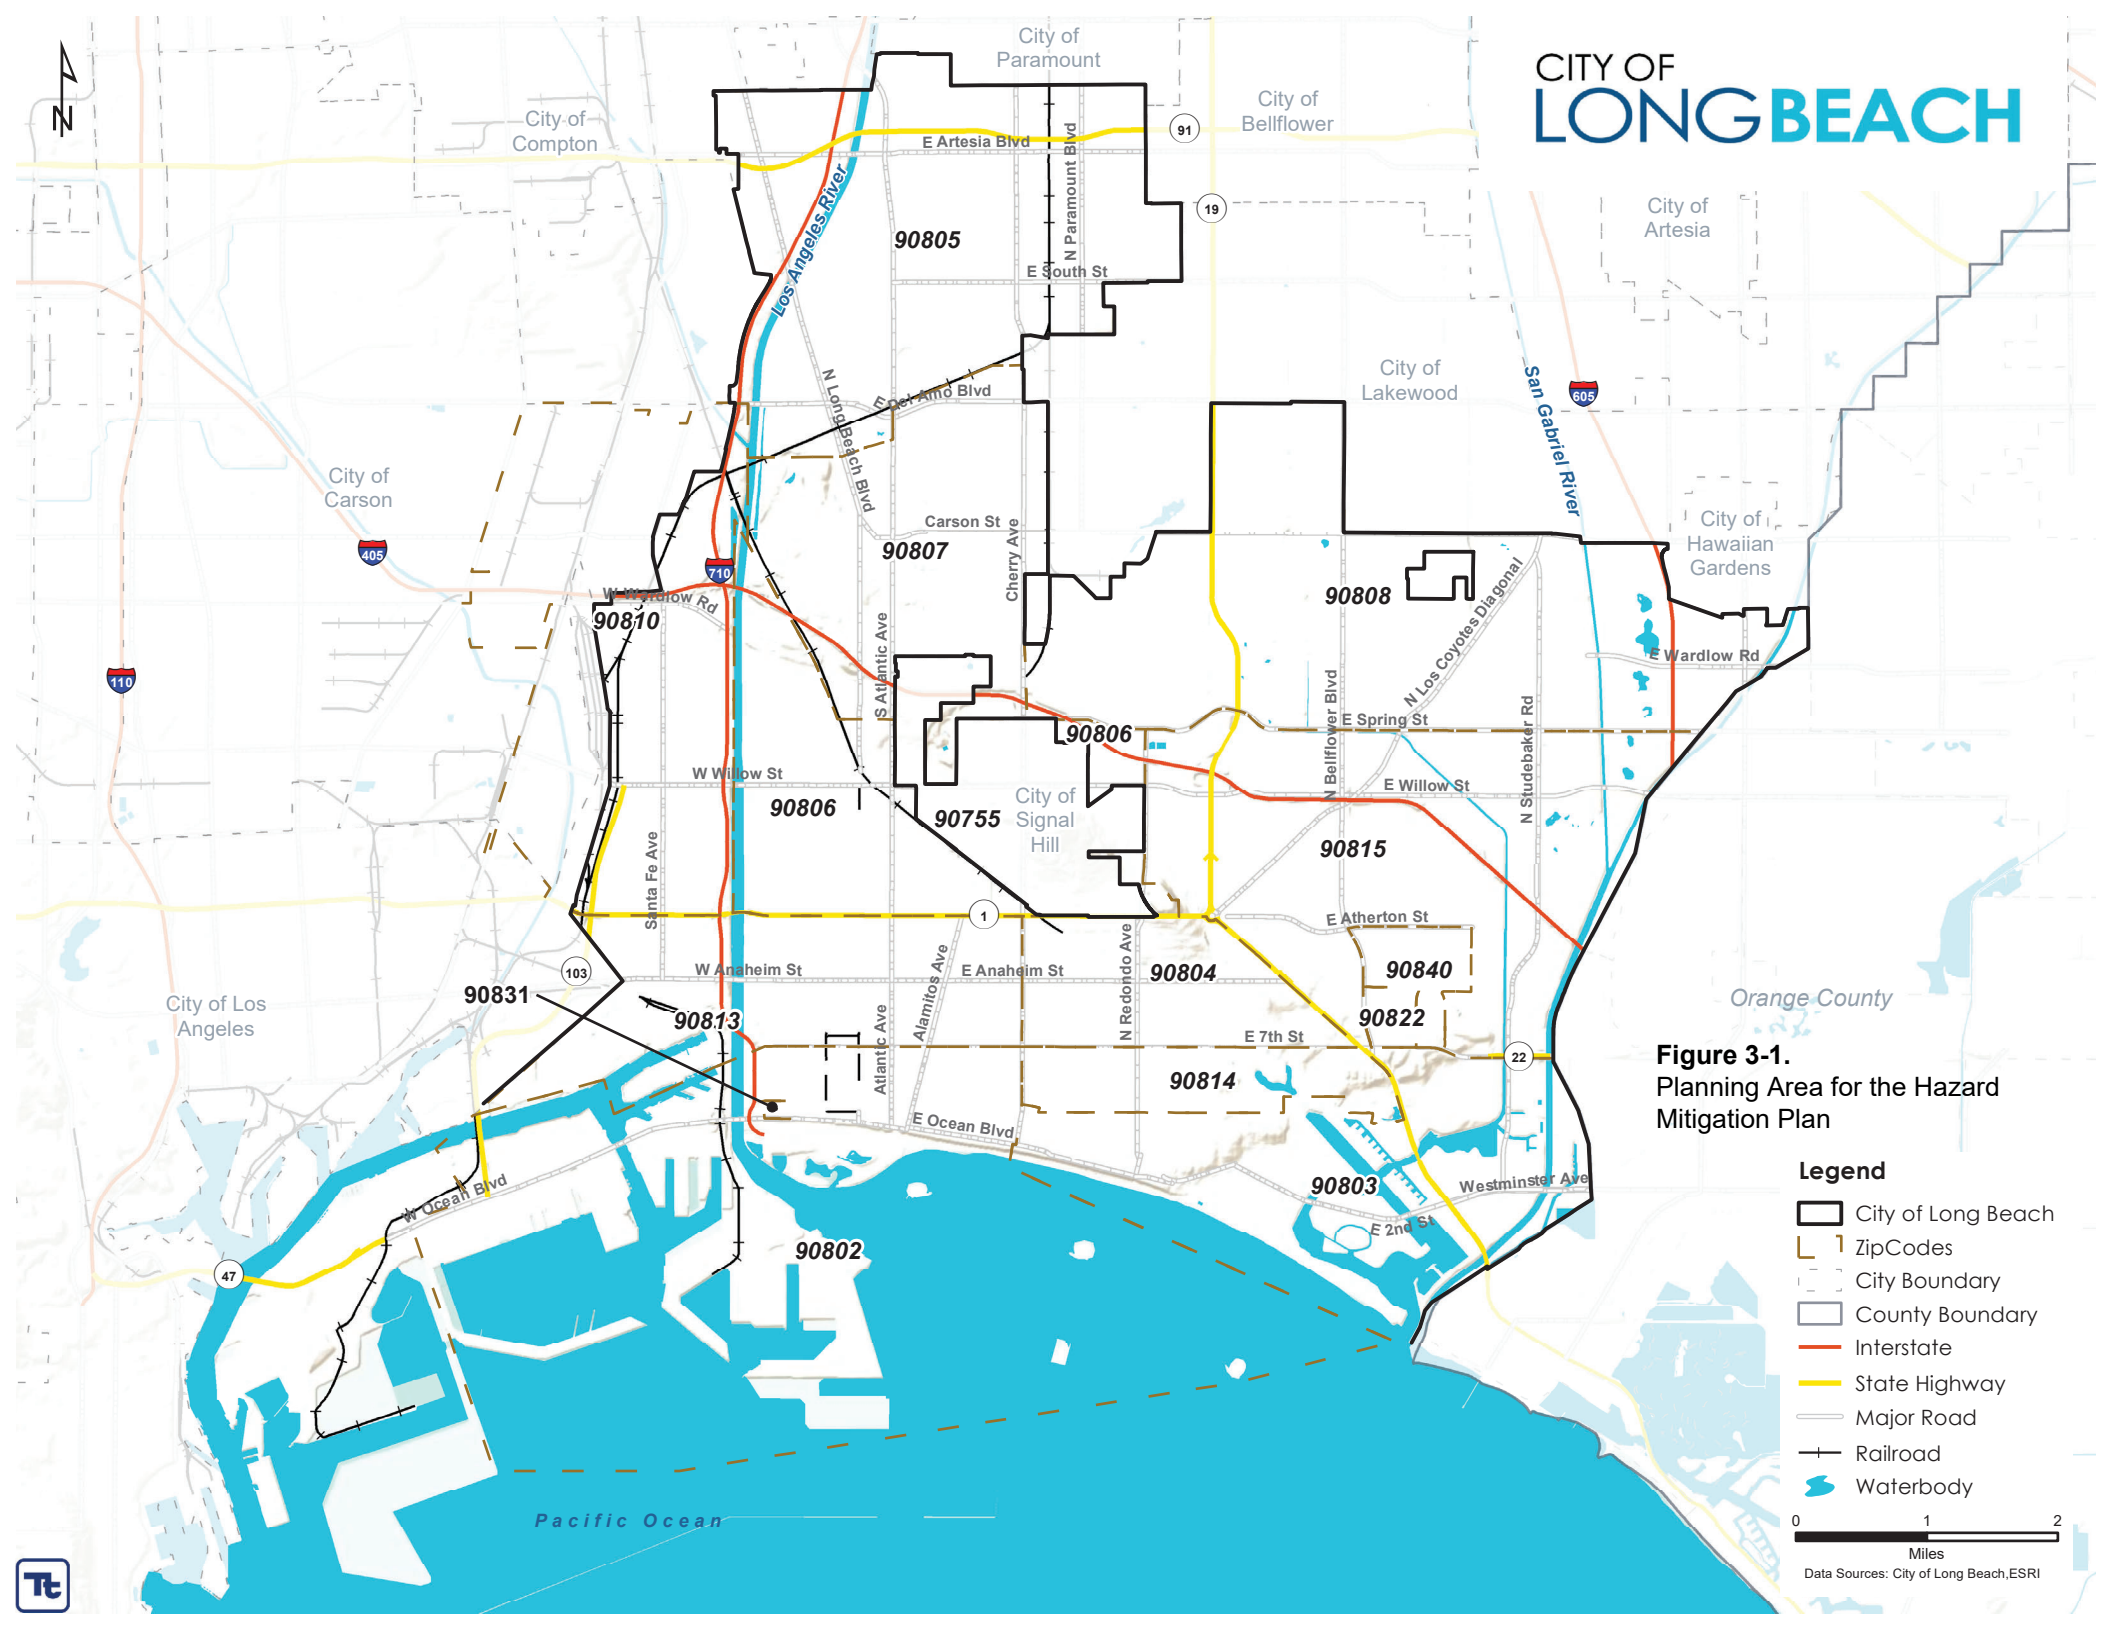 N
City of
Paramount
CITY OF
LONGBEACH
City of
Compton
City of
Bellflower
91
E Artesia Blvd
N Paramount Blvd
19
City of
Artesia
Los Angeles River
90805
E South St
City of
Lakewood
San Gabriel River
605
N Long Beach Blvd
E Del Amo Blvd
City of
Carson
405
710
Carson St
90807
Cherry Ave
City of
Hawaiian
Gardens
90808
N Los Coyotes Diagonal
W Wardlow Rd
90810
S Atlantic Ave
E Wardlow Rd
110
N Bellflower Blvd
E Spring St
N Studebaker Rd
90806
W Willow St
90806
90755
City of
Signal
Hill
E Willow St
90815
Santa Fe Ave
1
E Atherton St
103
W Anaheim St
Alamitos Ave
E Anaheim St
N Redondo Ave
90804
90840
90831
City of Los
Angeles
90813
Atlantic Ave
90822
E 7th St
22
Orange County
90814
E Ocean Blvd
90803
Westminster Ave
E 2nd St
W Ocean Blvd
90802
47
Pacific Ocean
Figure 3-1.
Planning Area for the Hazard
Mitigation Plan
Legend
City of Long Beach
ZipCodes
City Boundary
County Boundary
Interstate
State Highway
Major Road
Railroad
Waterbody
0 1 2
Miles
Data Sources: City of Long Beach,ESRI
Tt